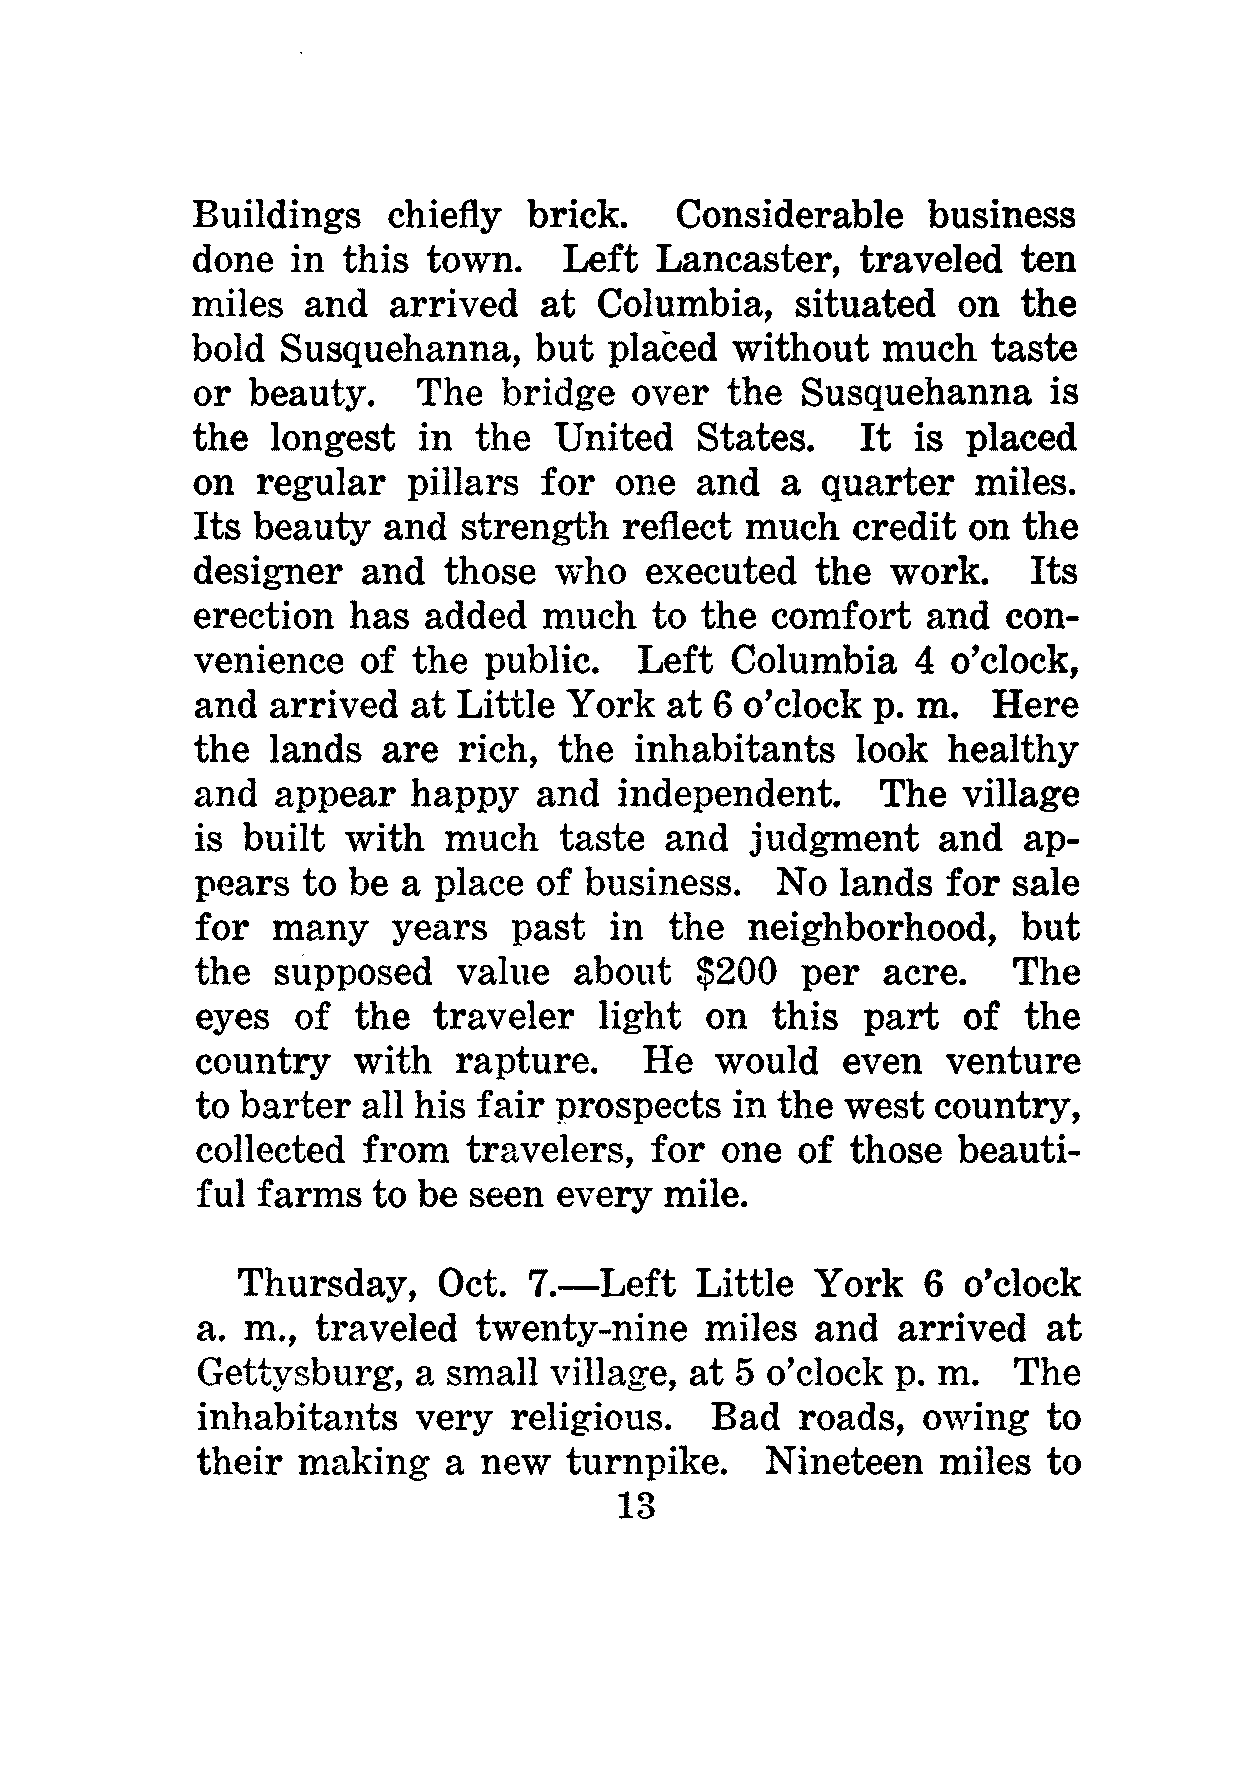 Buildings chiefly brick. Considerable business
done in this town. Left Lancaster, traveled ten
miles and arrived at Columbia, situated on the
bold Susquehanna, but placed without much taste
or beauty. The bridge over the Susquehanna is
the longest in the United States. It is placed
on regular pillars for one and a quarter miles.
Its beauty and strength reflect much credit on the
designer and those who executed the work. Its
erection has added much to the comfort and con-
venience of the public. Left Columbia 4 o'clock,
and arrived at Little York at 6 o'clock p. m. Here
the lands are rich, the inhabitants look healthy
and appear happy and independent. The village
is built with much taste and judgment and ap-
pears to be a place of business. No lands for sale
for many years past in the neighborhood, but
the supposed value about $200 per acre. The
eyes of the traveler light on this part of the
country with rapture. He would even venture
to barter all his fair prospects in the west country,
collected from travelers, for one of those beauti-
ful farms to be seen every mile.
Thursday, Oct. 7.—Left Little York 6 o'clock
a. m., traveled twenty-nine miles and arrived at
Gettysburg, a small village, at 5 o'clock p. m. The
inhabitants very religious. Bad roads, owing to
their making a new turnpike. Nineteen miles to
13